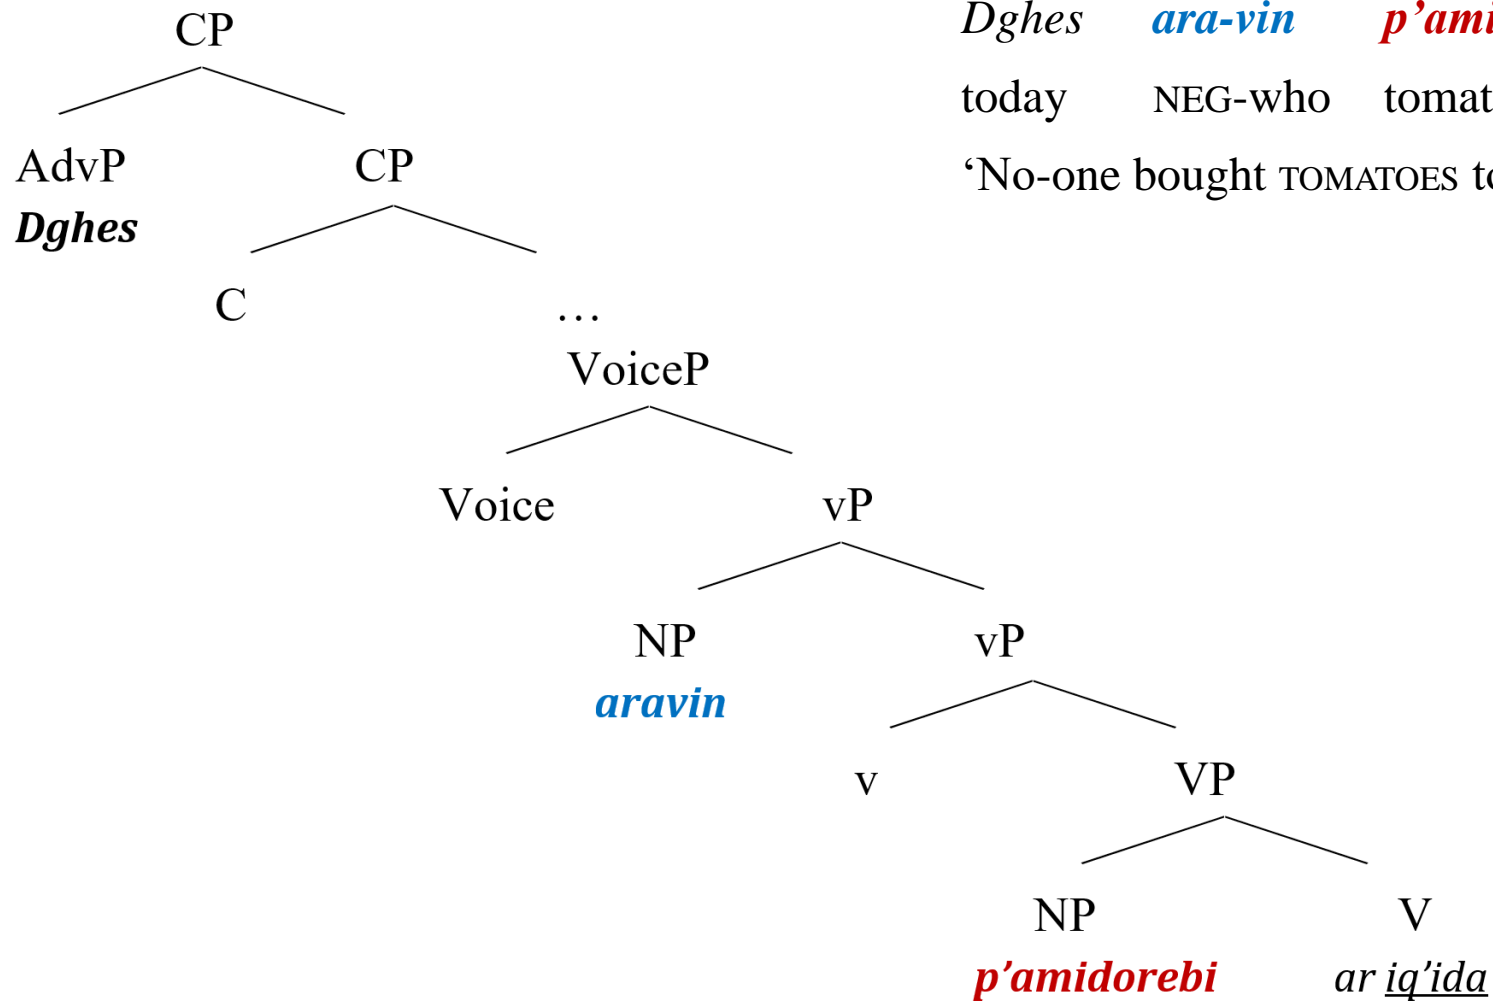 CP
Dghes ara-vin
today NEG-who
‘No-one bought TOMATOES
AdvP CP
Dghes
C …
VoiceP
Voice vP
NP vP
aravin
v VP
NP V
p’amidorebi ar iq’ida